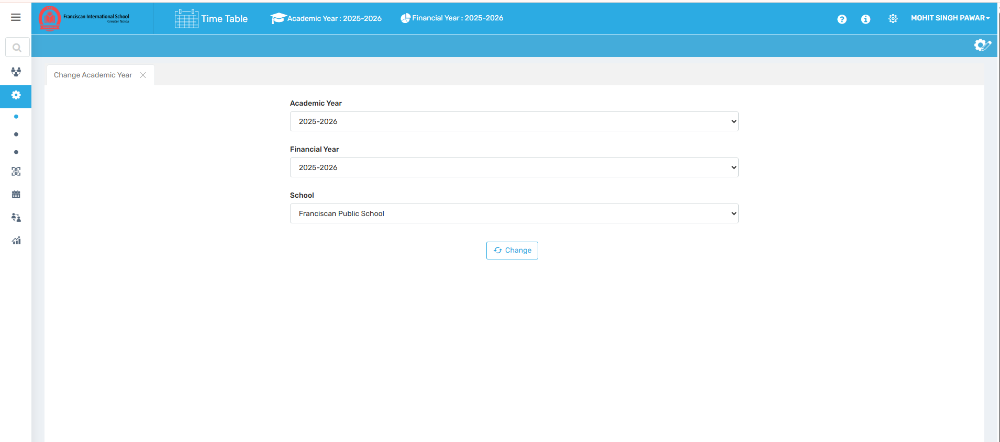 Franciscan International School
Greater Noida
Time Table
Academic Year : 2025-2026
Financial Year : 2025-2026
MOHIT SINGH PAWAR
Change Academic Year
Academic Year
2025-2026
Financial Year
2025-2026
School
Franciscan Public School
Change